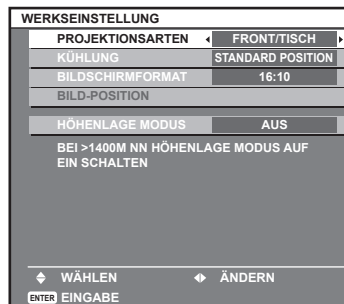 WERKSEINSTELLUNG
PROJEKTIONSARTEN FRONT/TISCH
KÜHLUNG STANDARD POSITION
BILDSCHIRMFORMAT 16:10
BILD-POSITION
HÖHENLAGE MODUS AUS
BEI >1400M NN HÖHENLAGE MODUS AUF
EIN SCHALTEN
WÄHLEN ÄNDERN
ENTER EINGABE